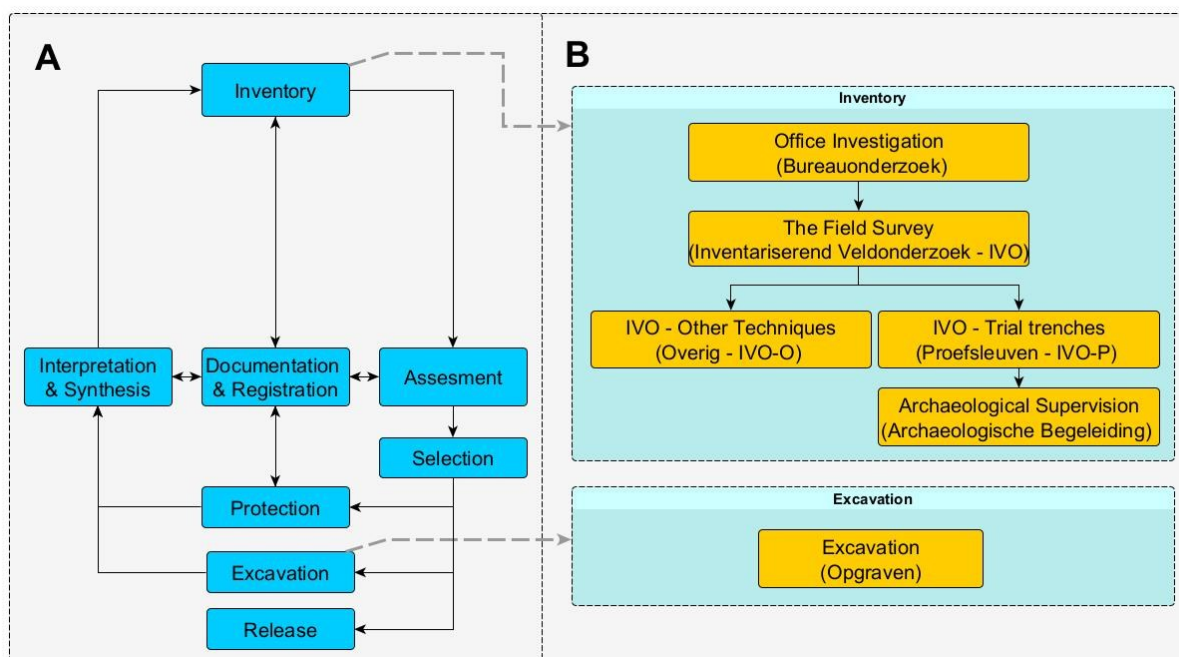 A
Inventory
Interpretation
& Synthesis
Documentation
& Registration
Assesment
Selection
Protection
Excavation
Release
B
Inventory
Office Investigation
(Bureauonderzoek)
The Field Survey
(Inventariserend Veldonderzoek - IVO)
IVO - Other Techniques
(Overig - IVO-O)
IVO - Trial trenches
(Proefsleuven - IVO-P)
Archaeological Supervision
(Archaeologische Begeleiding)
Excavation
Excavation
(Opgraven)